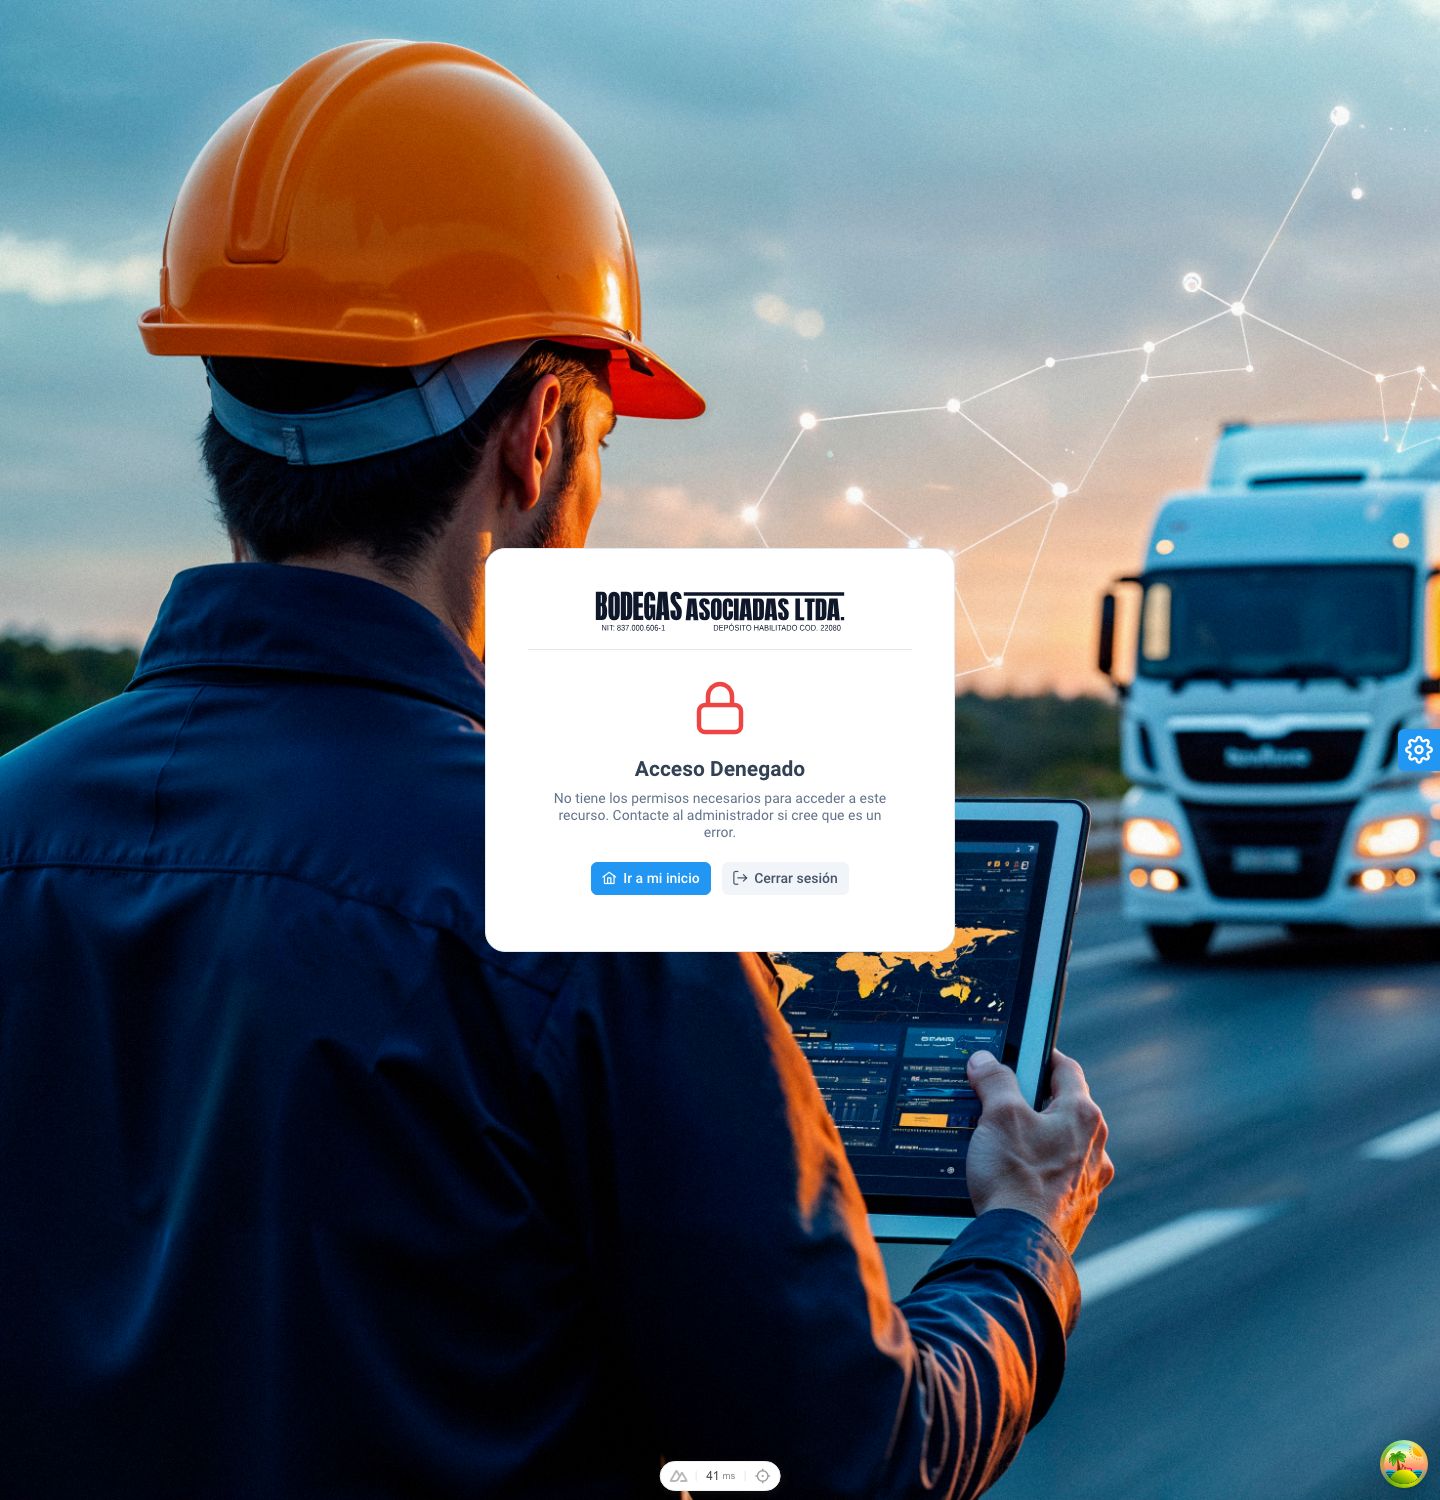 BODEGAS ASOCIADAS LTDA.
NIT: 837.000.606-1 DEPÓSITO HABILITADO COD. 22080
Acceso Denegado
No tiene los permisos necesarios para acceder a este
recurso. Contacte al administrador si cree que es un
error.
Ir a mi inicio
Cerrar sesión
41 ms